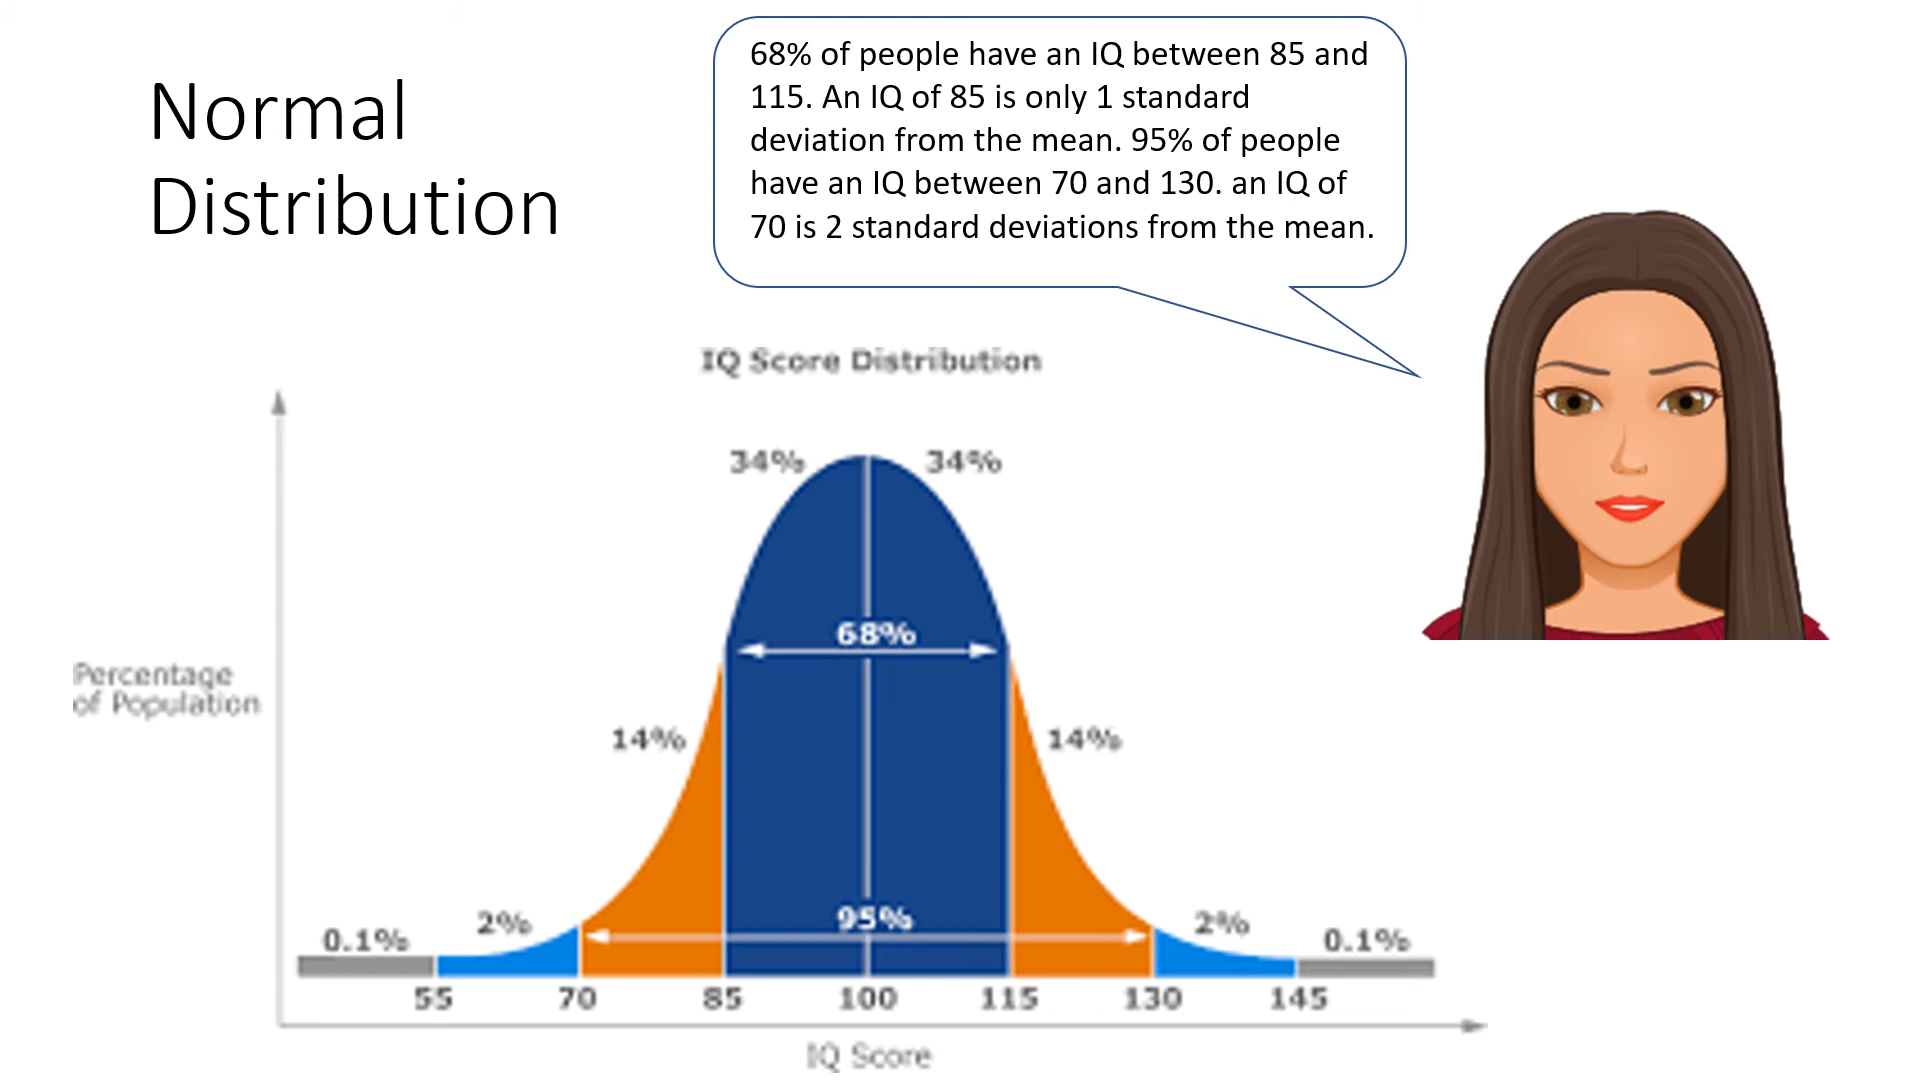 Normal
Distribution
68% of people have an IQ between 85 and
115. An IQ of 85 is only 1 standard
deviation from the mean. 95% of people
have an IQ between 70 and 130. an IQ of
70 is 2 standard deviations from the mean.
IQ Score Distribution
34% 34%
68%
Percentage
of Population
14% 14%
95%
2% 2%
0.1% 0.1%
55 70 85 100 115 130 145
IQ Score